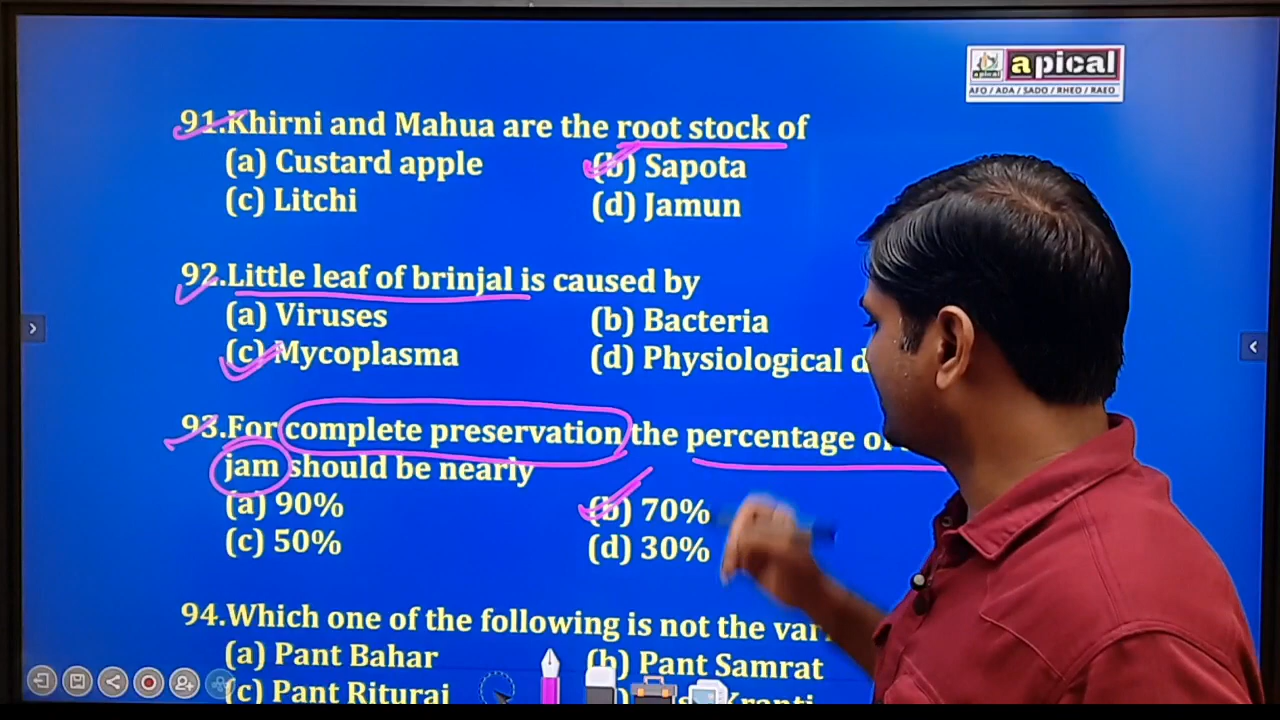 apical
AFO / ADA / SADO / RHEO / RAEO
91.Khirni and Mahua are the root stock of
(a) Custard apple (b) Sapota
(c) Litchi (d) Jamun
92.Little leaf of brinjal is caused by
(a) Viruses (b) Bacteria
(c) Mycoplasma (d) Physiological d
93.For complete preservation the percentage
jam should be nearly
(a) 90% (b) 70%
(c) 50% (d) 30%
94.Which one of the following is not the
(a) Pant Bahar (b) Pant Samrat
(c) Pant Rituraj Kranti